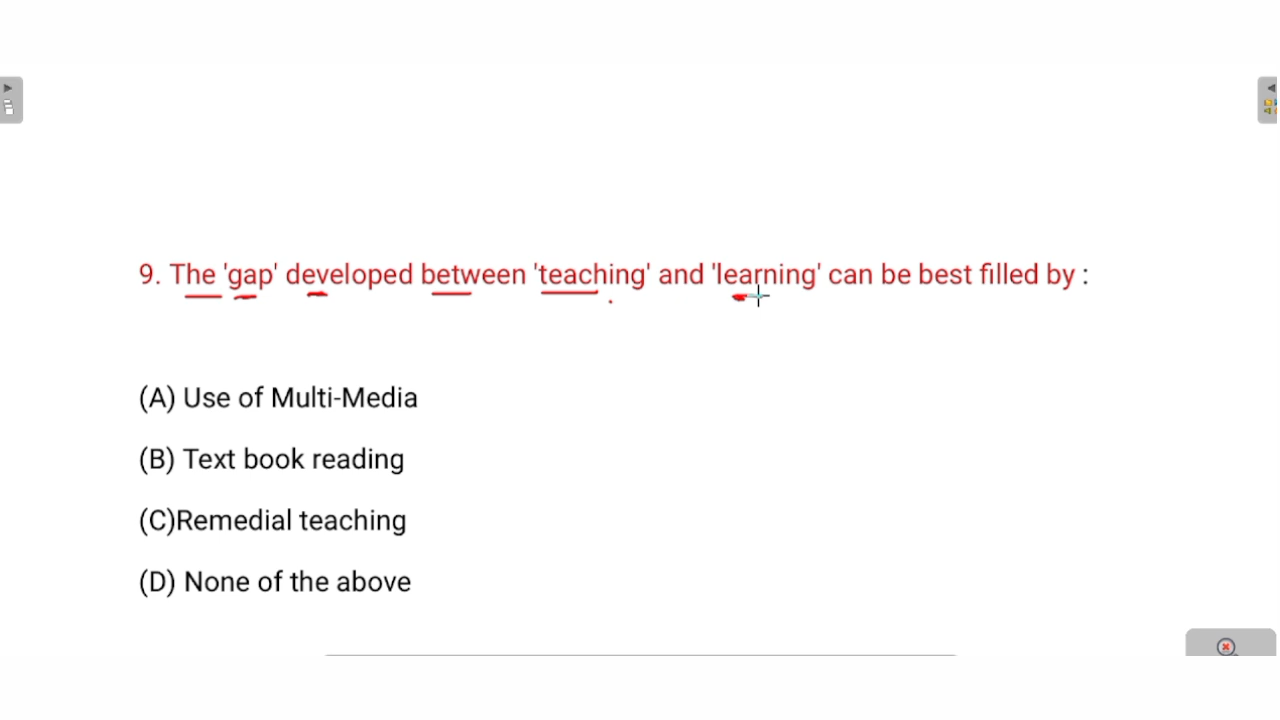 9. The 'gap' developed between 'teaching' and 'learning' can be best filled by :
(A) Use of Multi-Media
(B) Text book reading
(C)Remedial teaching
(D) None of the above